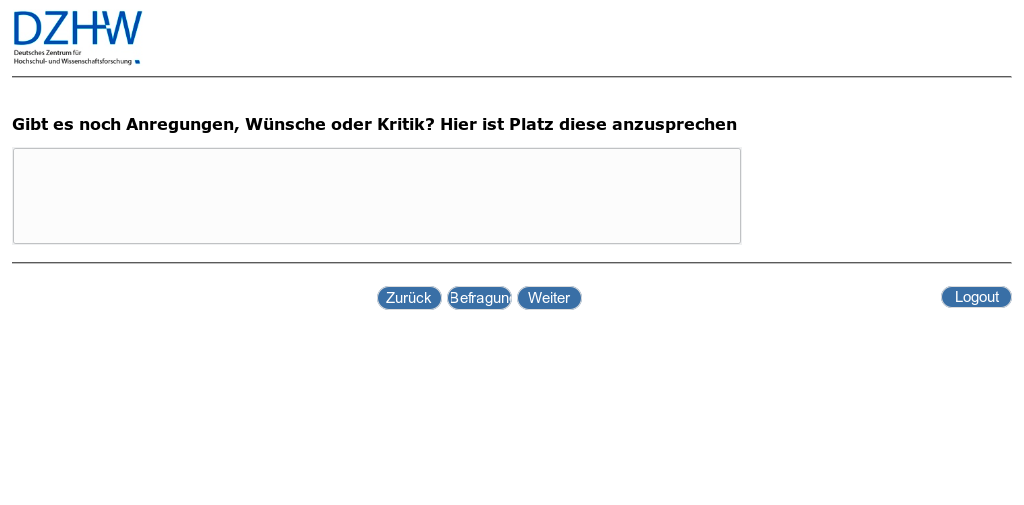 DZHW
Deutsches Zentrum für
Hochschul- und Wissenschaftsforschung
Gibt es noch Anregungen, Wünsche oder Kritik? Hier ist Platz diese anzusprechen
Zurück Befragung Weiter Logout